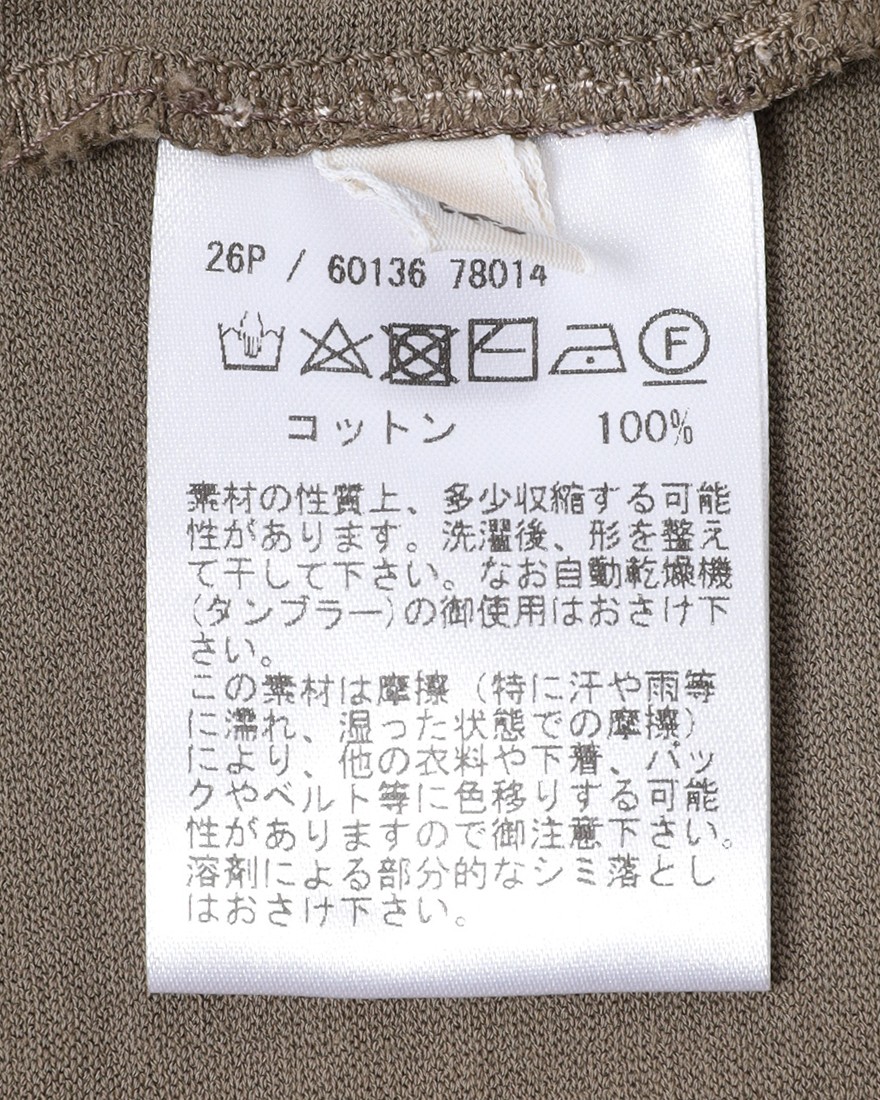 26P / 60136 78014
F
コットン 100%
素材の性質上、多少収縮する可能
性があります。洗濯後、形を整え
て干して下さい。なお自動乾燥機
(タンブラー)の御使用はおさけ下
さい。
この素材は摩擦（特に汗や雨等
に濡れ、湿った状態での摩擦）
により、他の衣料や下着、バッ
クやベルト等に色移りする可能
性がありますので御注意下さい。
溶剤による部分的なシミ落とし
はおさけ下さい。